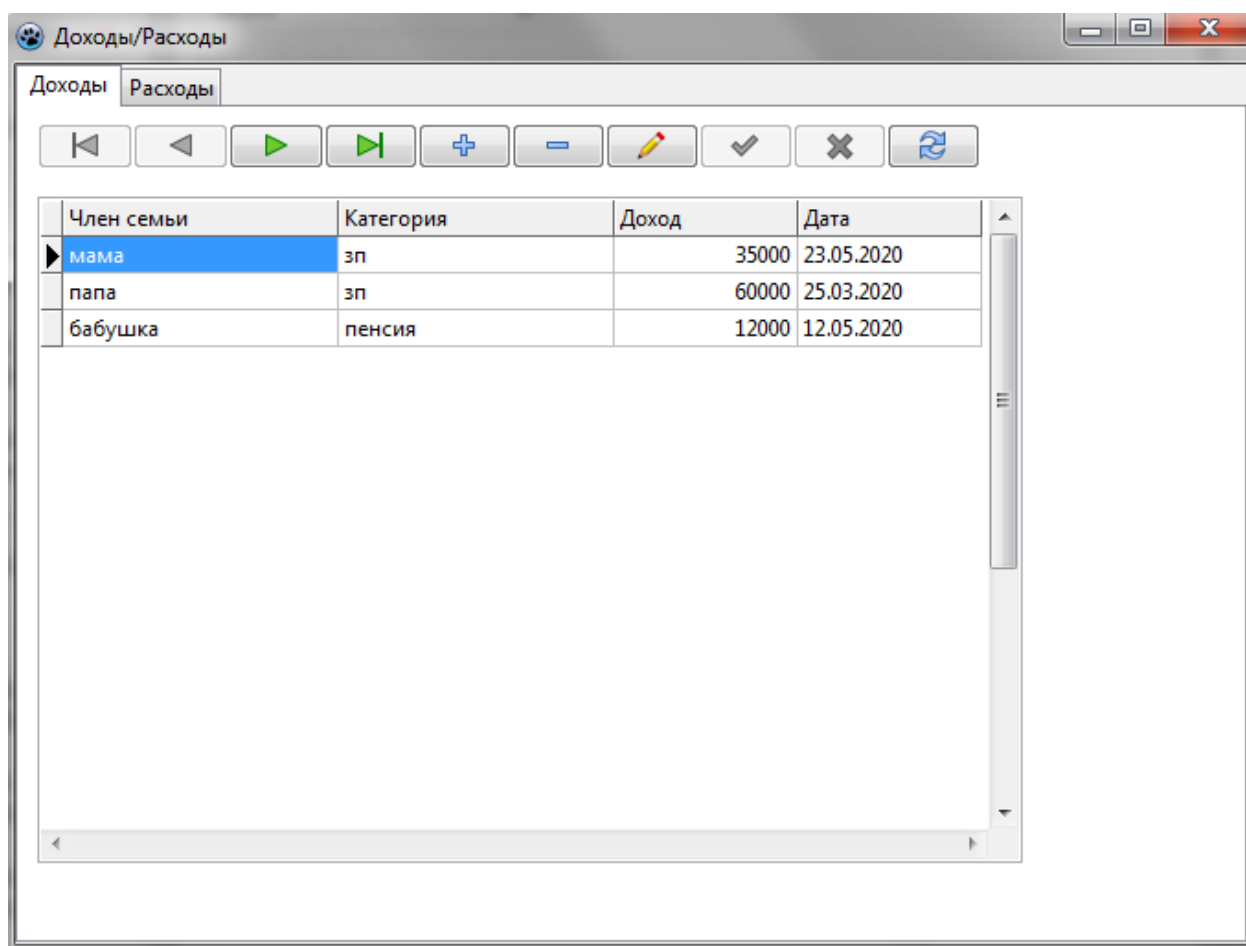 Доходы/Расходы
Доходы Расходы
Член семьи Категория Доход Дата
мама зп 35000 23.05.2020
папа зп 60000 25.03.2020
бабушка пенсия 12000 12.05.2020